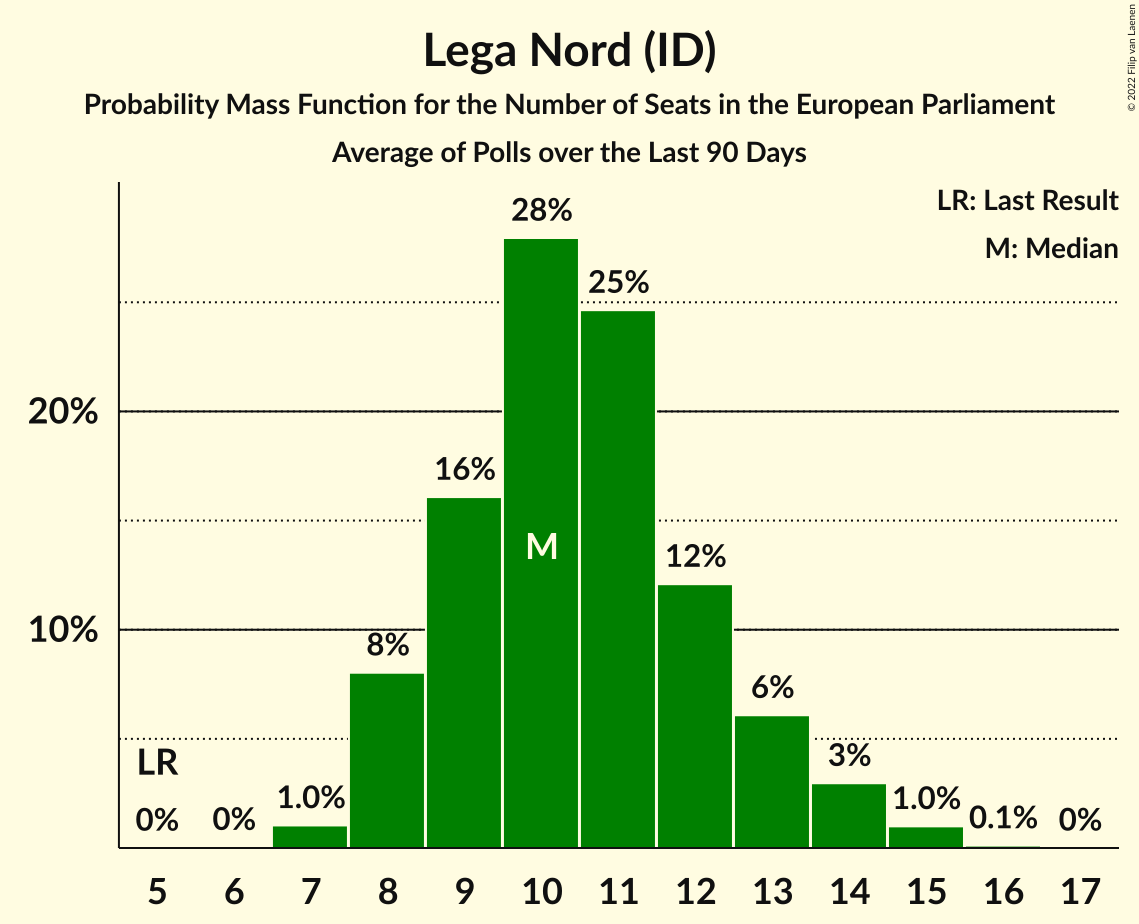 Lega Nord (ID)
Probability Mass Function for the Number of Seats in the European Parliament
Average of Polls over the Last 90 Days
© 2022 Filip van Laenen
LR: Last Result
M: Median
28%
25%
20%
16%
M
12%
10%
8%
6%
LR
3%
0%
0%
1.0%
1.0%
0.1%
0%
5 6 7 8 9 10 11 12 13 14 15 16 17